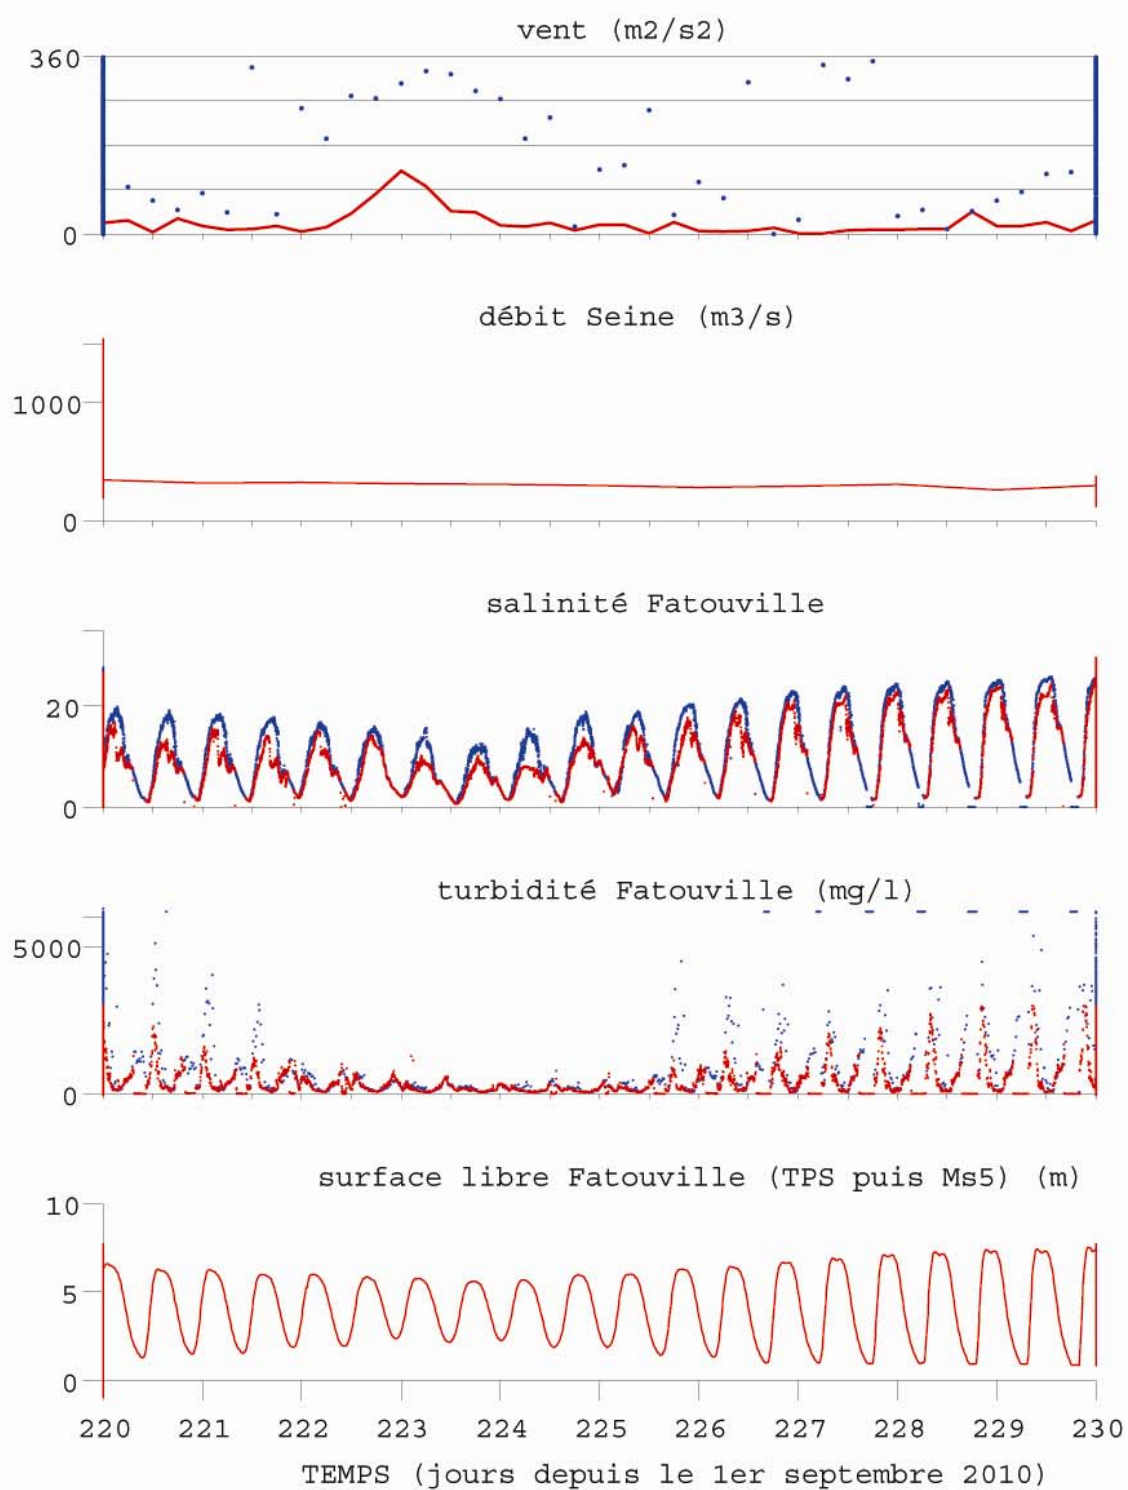 vent (m2/s2)
360
0
débit Seine (m3/s)
1000
0
salinité Fatouville
20
0
turbidité Fatouville (mg/l)
5000
0
surface libre Fatouville (TPS puis Ms5) (m)
10
5
0
220 221 222 223 224 225 226 227 228 229 230
TEMPS (jours depuis le 1er septembre 2010)